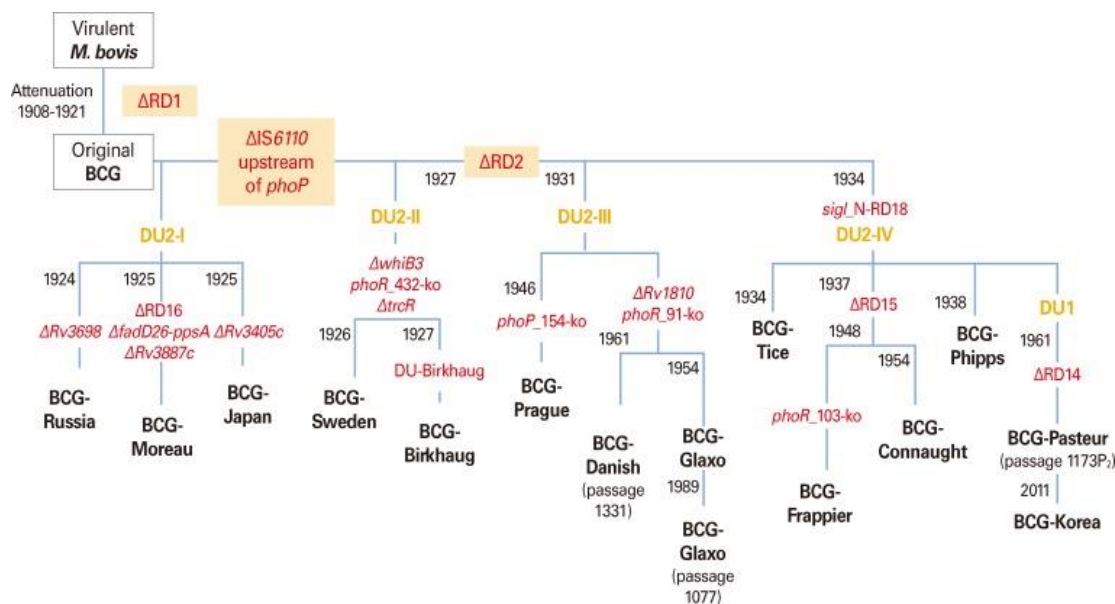 Virulent
M. bovis
Attenuation
1908-1921
ΔRD1
Original
BCG
ΔIS6110
upstream
of phoP
1927
ΔRD2
1931
1934
sigI_N-RD18
DU2-I
DU2-II
DU2-III
DU2-IV
1924
1925
1925
ΔRv3698
ΔRD16
ΔfadD26-ppsA
ΔRv3887c
ΔRv3405c
BCG-
Russia
BCG-
Moreau
BCG-
Japan
ΔwhiB3
phoR_432-ko
ΔtrcR
1926
1927
DU-Birkhaug
BCG-
Sweden
BCG-
Birkhaug
1946
phoP_154-ko
BCG-
Prague
ΔRv1810
phoR_91-ko
1961
1954
BCG-
Danish
(passage
1331)
BCG-
Glaxo
1989
BCG-
Glaxo
(passage
1077)
1934
BCG-
Tice
1937
ΔRD15
1948
1954
phoR_103-ko
BCG-
Frappier
BCG-
Connaught
1938
BCG-
Phipps
DU1
1961
ΔRD14
BCG-Pasteur
(passage 1173P₂)
2011
BCG-Korea